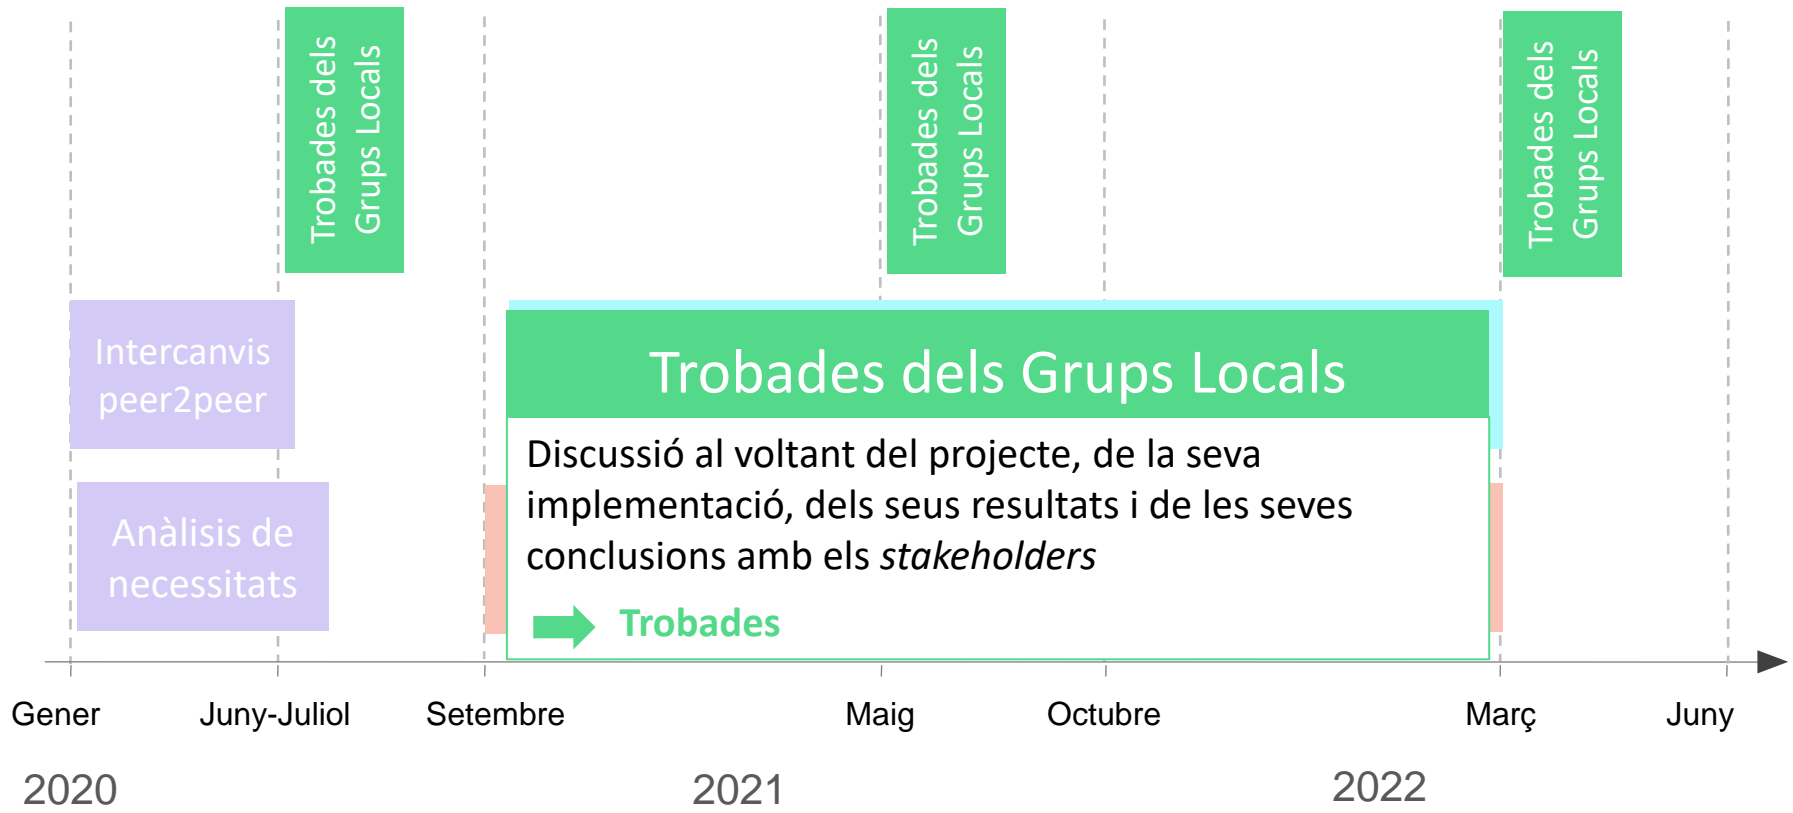 Trobades dels
Grups Locals
Trobades dels
Grups Locals
Trobades dels
Grups Locals
Intercanvis
peer2peer
Anàlisis de
necessitats
Trobades dels Grups Locals
Discussió al voltant del projecte, de la seva
implementació, dels seus resultats i de les seves
conclusions amb els stakeholders
Trobades
Gener
Juny-Juliol
Setembre
Maig
Octubre
Març
Juny
2020
2021
2022